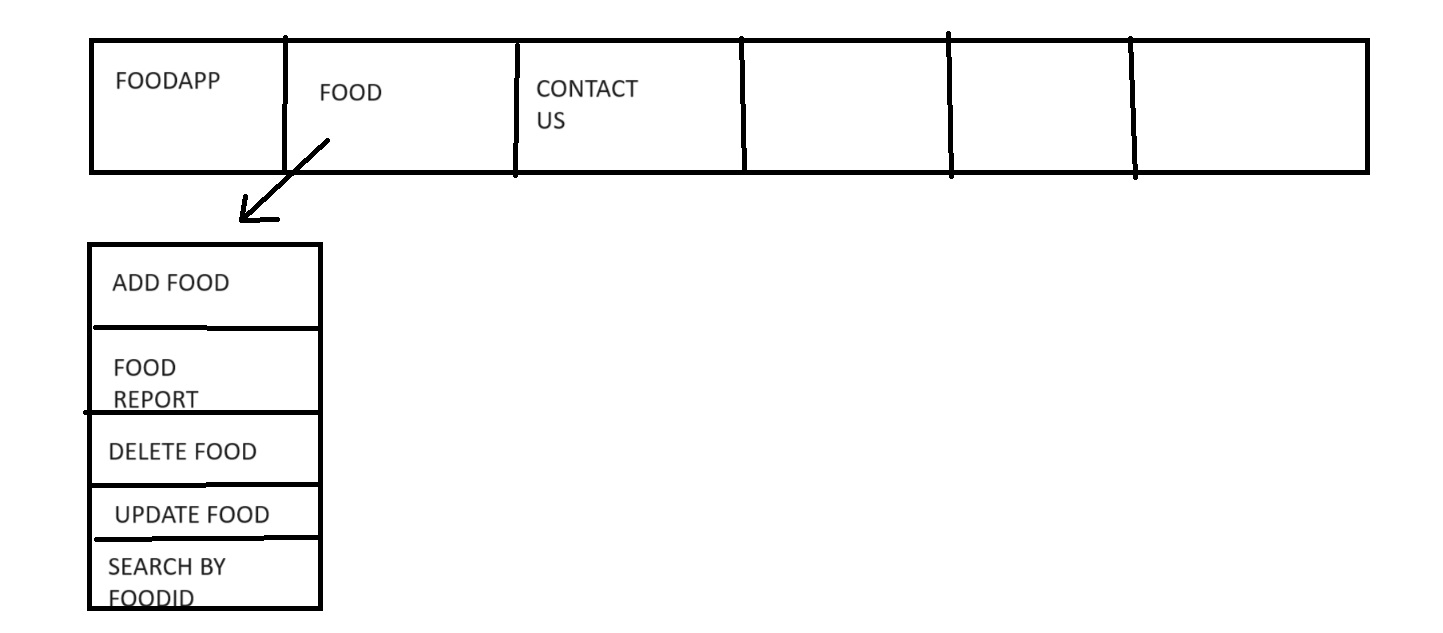 FOODAPP
FOOD
CONTACT
US
ADD FOOD
FOOD
REPORT
DELETE FOOD
UPDATE FOOD
SEARCH BY
FOODID